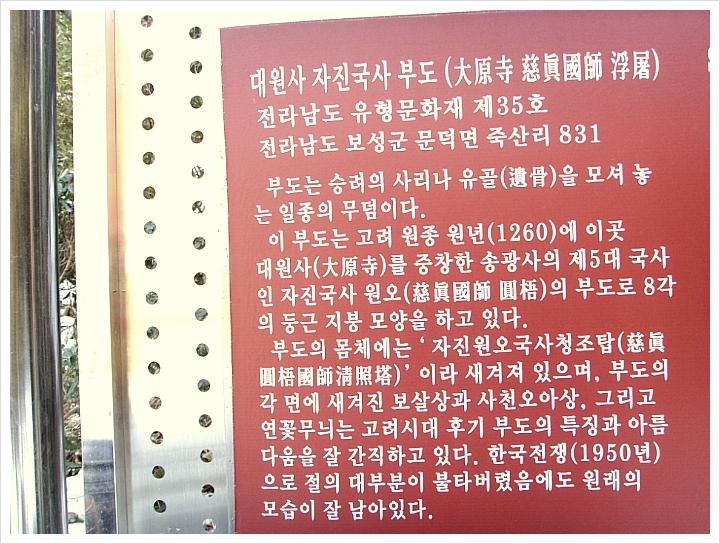 대원사 자진국사 부도 (大原寺 慈眞國師 浮屠)
전라남도 유형문화재 제35호
전라남도 보성군 문덕면 죽산리 831
부도는 승려의 사리나 유골(遺骨)을 모셔 놓
는 일종의 무덤이다.
이 부도는 고려 원종 원년(1260)에 이곳
대원사(大原寺)를 중창한 송광사의 제5대 국사
인 자진국사 원오(慈眞國師 圓梧)의 부도로 8각
의 둥근 지붕 모양을 하고 있다.
부도의 몸체에는 ' 자진원오국사청조탑(慈眞
圓梧國師淸照塔)' 이라 새겨져 있으며, 부도의
각 면에 새겨진 보살상과 사천오아상, 그리고
연꽃무늬는 고려시대 후기 부도의 특징과 아름
다움을 잘 간직하고 있다. 한국전쟁(1950년)
으로 절의 대부분이 불타버렸음에도 원래의
모습이 잘 남아있다.